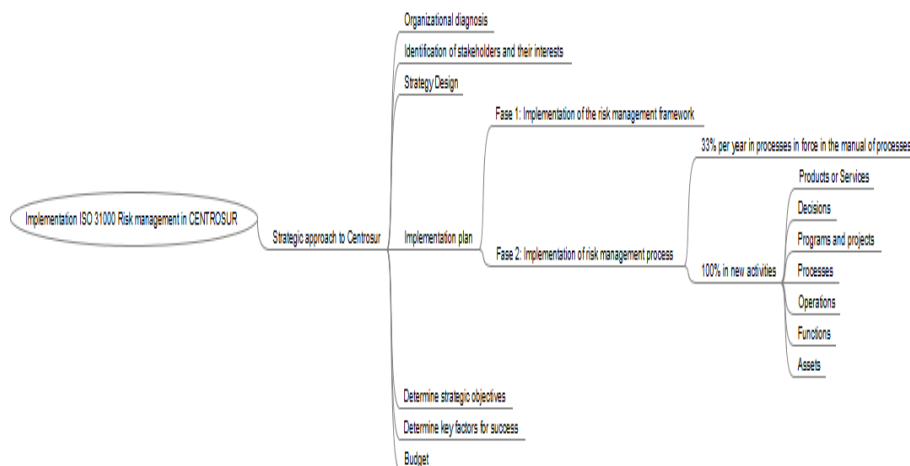 Organizational diagnosis
Identification of stakeholders and their interests
Strategy Design
Fase 1: Implementation of the risk management framework
33% per year in processes in force in the manual of processes
Products or Services
Decisions
Implementation ISO 31000 Risk management in CENTROSUR
Strategic approach to Centrosur
Implementation plan
Fase 2: Implementation of risk management process
Programs and projects
100% in new activities
Processes
Operations
Functions
Assets
Determine strategic objectives
Determine key factors for success
Budget